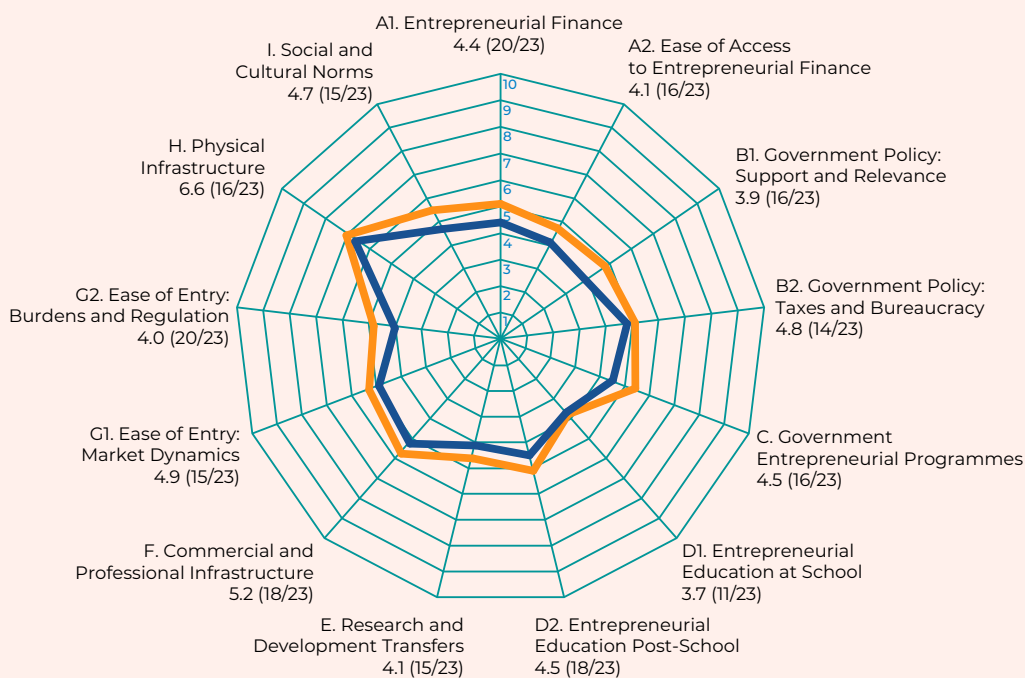 A1. Entrepreneurial Finance
4.4 (20/23)
A2. Ease of Access
to Entrepreneurial Finance
4.1 (16/23)
B1. Government Policy:
Support and Relevance
3.9 (16/23)
B2. Government Policy:
Taxes and Bureaucracy
4.8 (14/23)
C. Government
Entrepreneurial Programmes
4.5 (16/23)
D1. Entrepreneurial
Education at School
3.7 (11/23)
D2. Entrepreneurial
Education Post-School
4.5 (18/23)
E. Research and
Development Transfers
4.1 (15/23)
F. Commercial and
Professional Infrastructure
5.2 (18/23)
G1. Ease of Entry:
Market Dynamics
4.9 (15/23)
G2. Ease of Entry:
Burdens and Regulation
4.0 (20/23)
H. Physical
Infrastructure
6.6 (16/23)
I. Social and
Cultural Norms
4.7 (15/23)
10
9
8
7
6
5
4
3
2
1